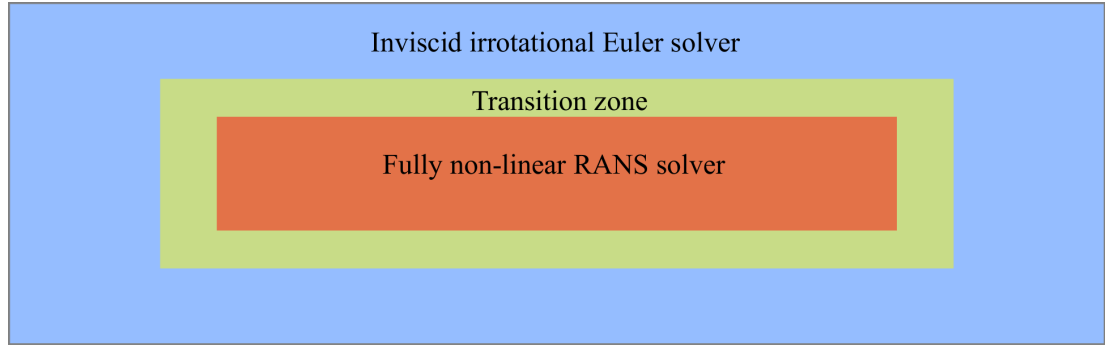 Inviscid irrotational Euler solver
Transition zone
Fully non-linear RANS solver